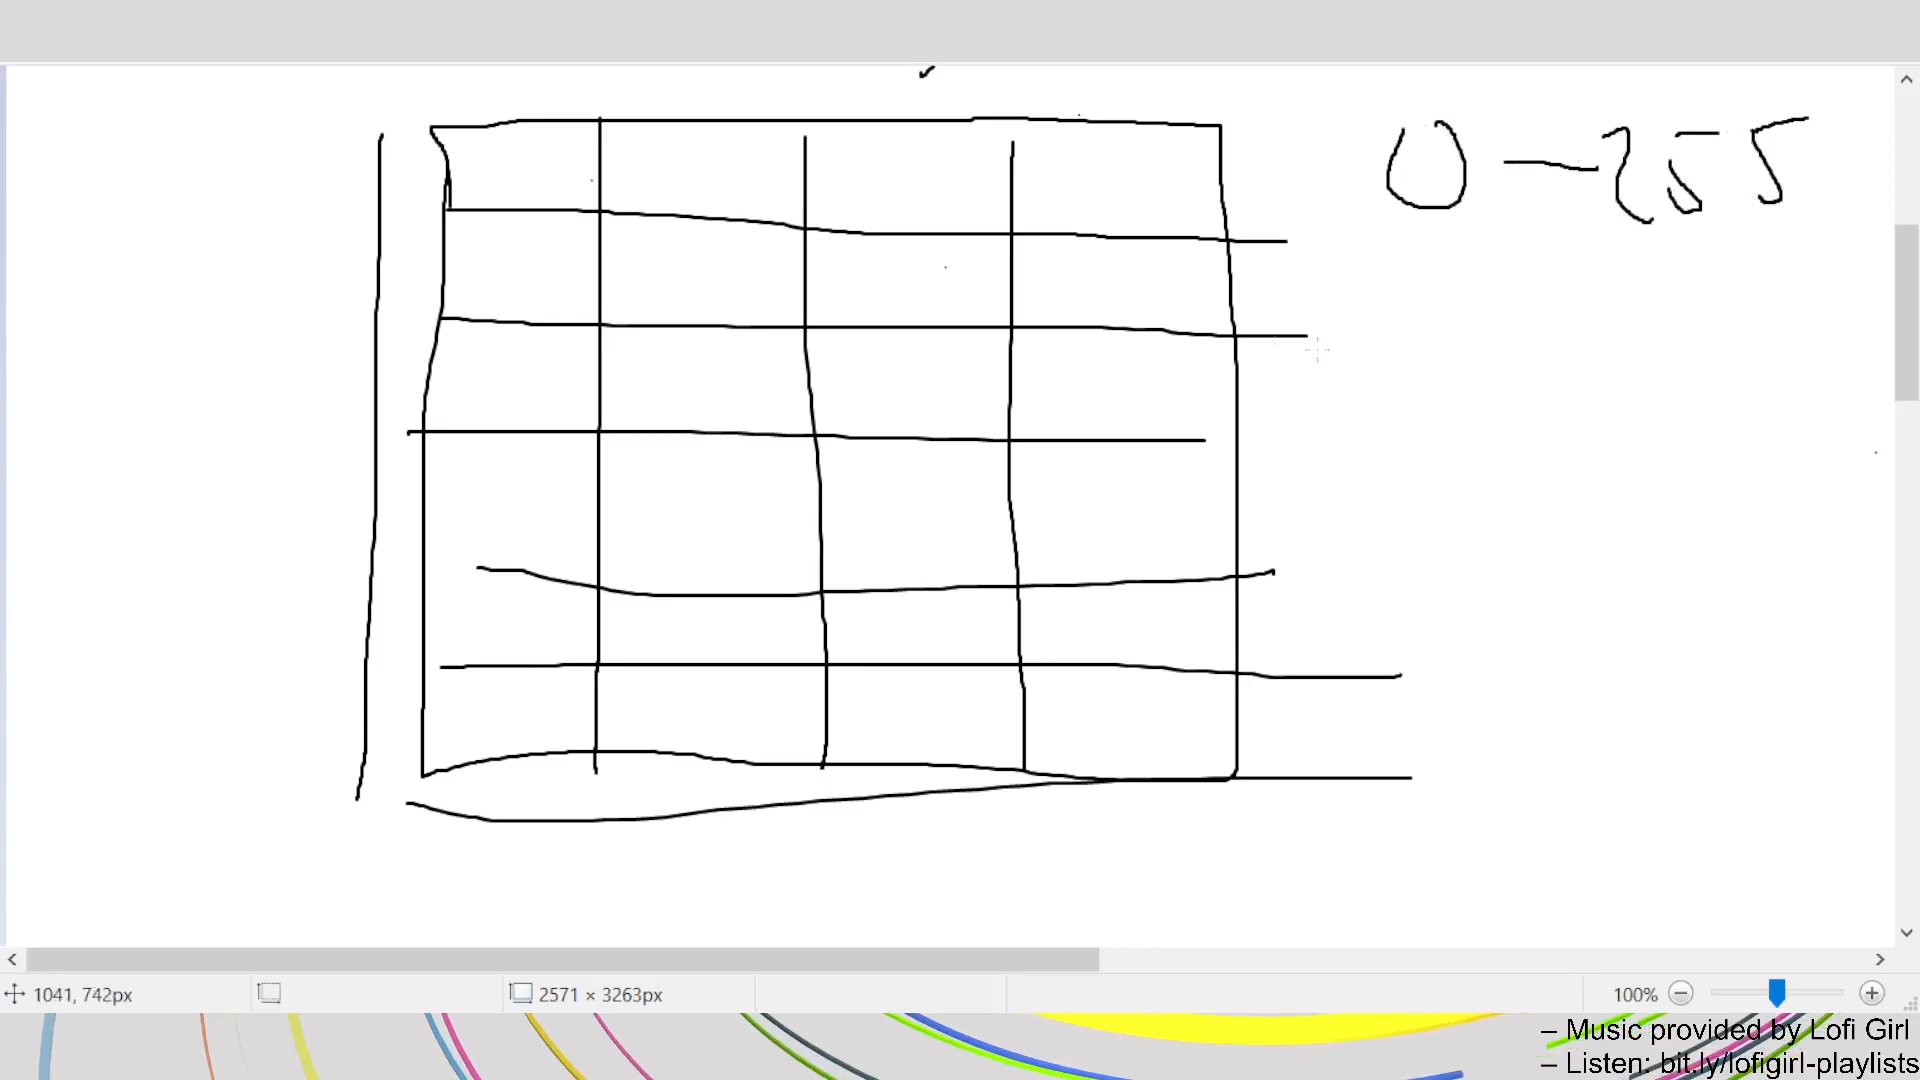 0-255
1041, 742px
2571 × 3263px
100%
– Music provided by Lofi Girl
– Listen: bit.ly/lofigirl-playlists